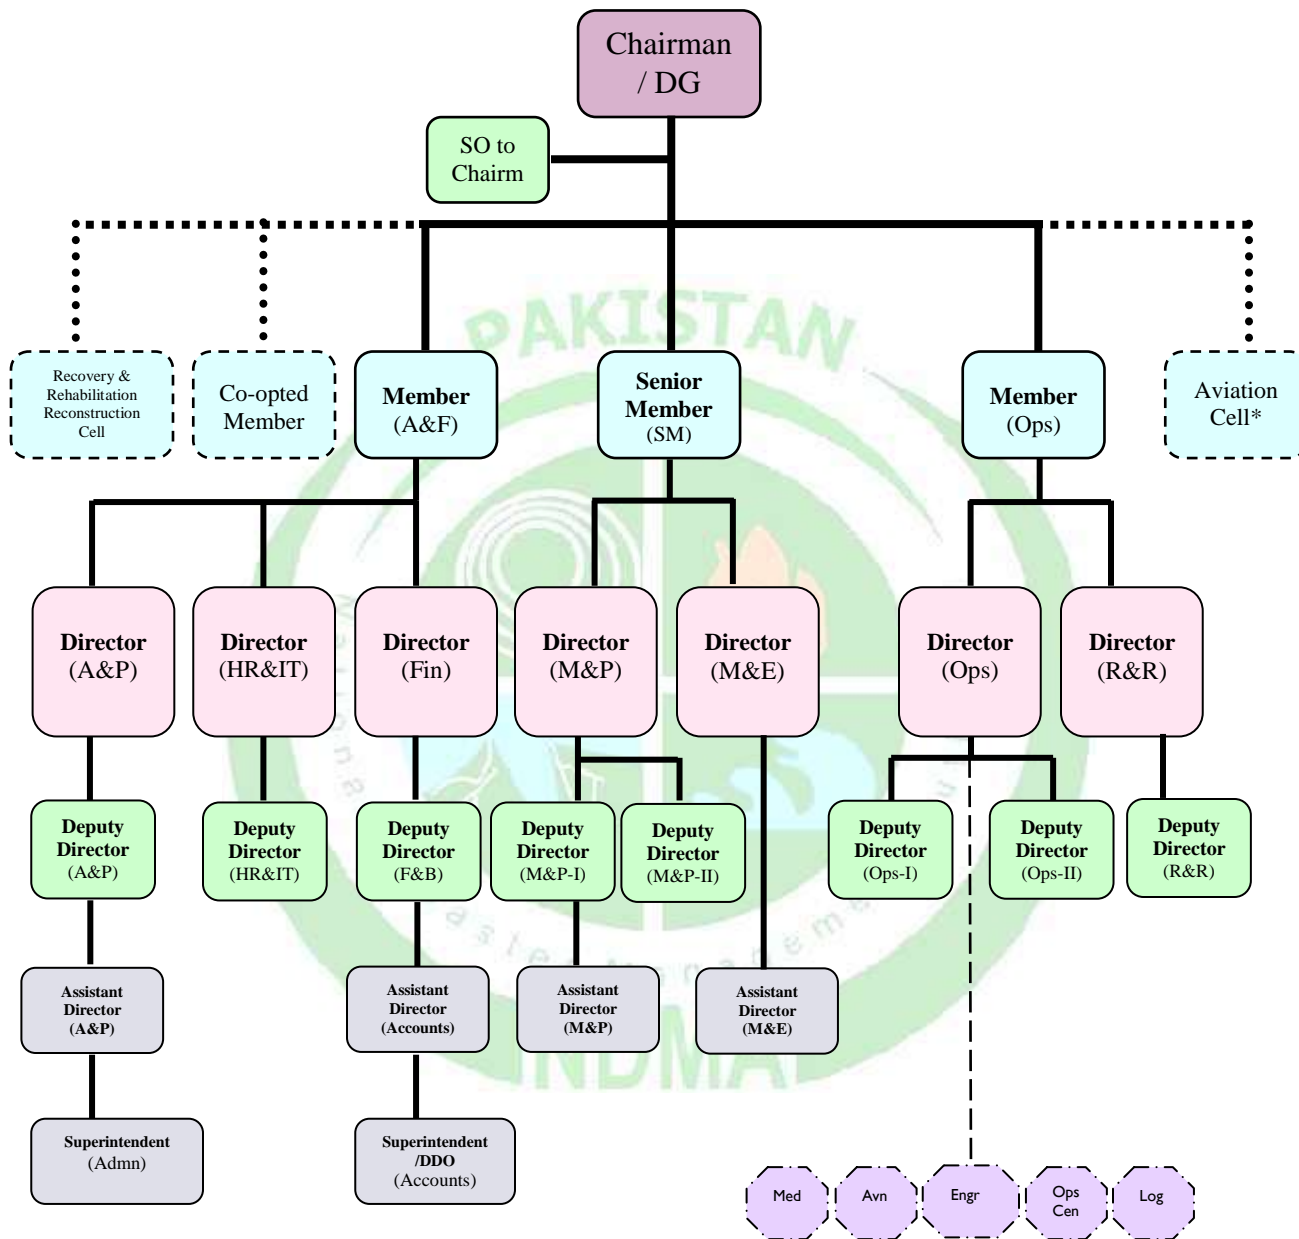 Chairman
/ DG
SO to
Chairm
Recovery &
Rehabilitation
Reconstruction
Cell
Co-opted
Member
Member
(A&F)
Senior
Member
(SM)
Member
(Ops)
Aviation
Cell*
PAKISTAN
Director
(A&P)
Director
(HR&IT)
Director
(Fin)
Director
(M&P)
Director
(M&E)
Director
(Ops)
Director
(R&R)
Deputy
Director
(A&P)
Deputy
Director
(HR&IT)
Deputy
Director
(F&B)
Deputy
Director
(M&P-I)
Deputy
Director
(M&P-II)
Deputy
Director
(Ops-I)
Deputy
Director
(Ops-II)
Deputy
Director
(R&R)
Assistant
Director
(A&P)
Assistant
Director
(Accounts)
Assistant
Director
(M&P)
Assistant
Director
(M&E)
NDMA
Superintendent
(Admn)
Superintendent
/DDO
(Accounts)
Med
Avn
Engr
Ops
Cen
Log